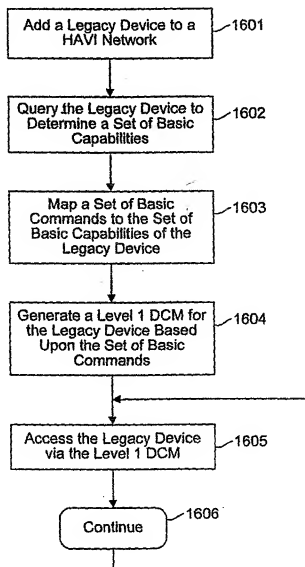 Add a Legacy Device to a
HAVI Network
1601
Query the Legacy Device to
Determine a Set of Basic
Capabilities
1602
Map a Set of Basic
Commands to the Set of
Basic Capabilities of the
Legacy Device
1603
Generate a Level 1 DCM for
the Legacy Device Based
Upon the Set of Basic
Commands
1604
Access the Legacy Device
via the Level 1 DCM
1605
Continue
1606